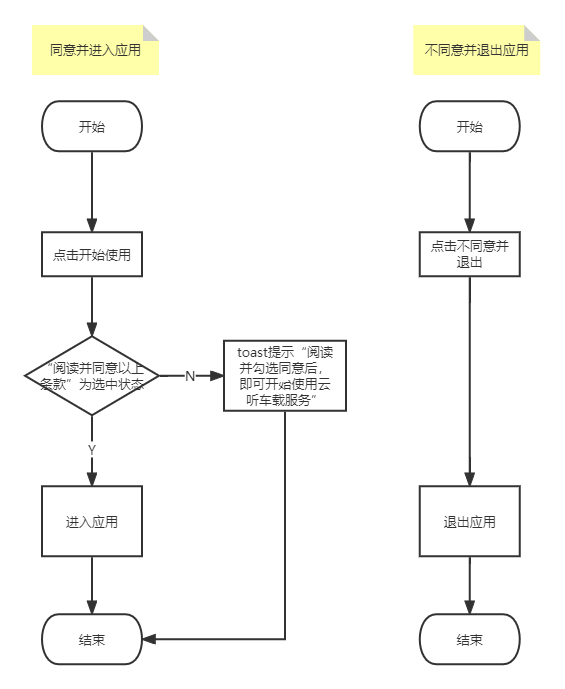 同意并进入应用
开始
点击开始使用
“阅读并同意以上
条款”为选中状态
N
toast提示“阅读
并勾选同意后，
即可开始使用云
听车载服务”
Y
进入应用
结束
不同意并退出应用
开始
点击不同意并
退出
退出应用
结束